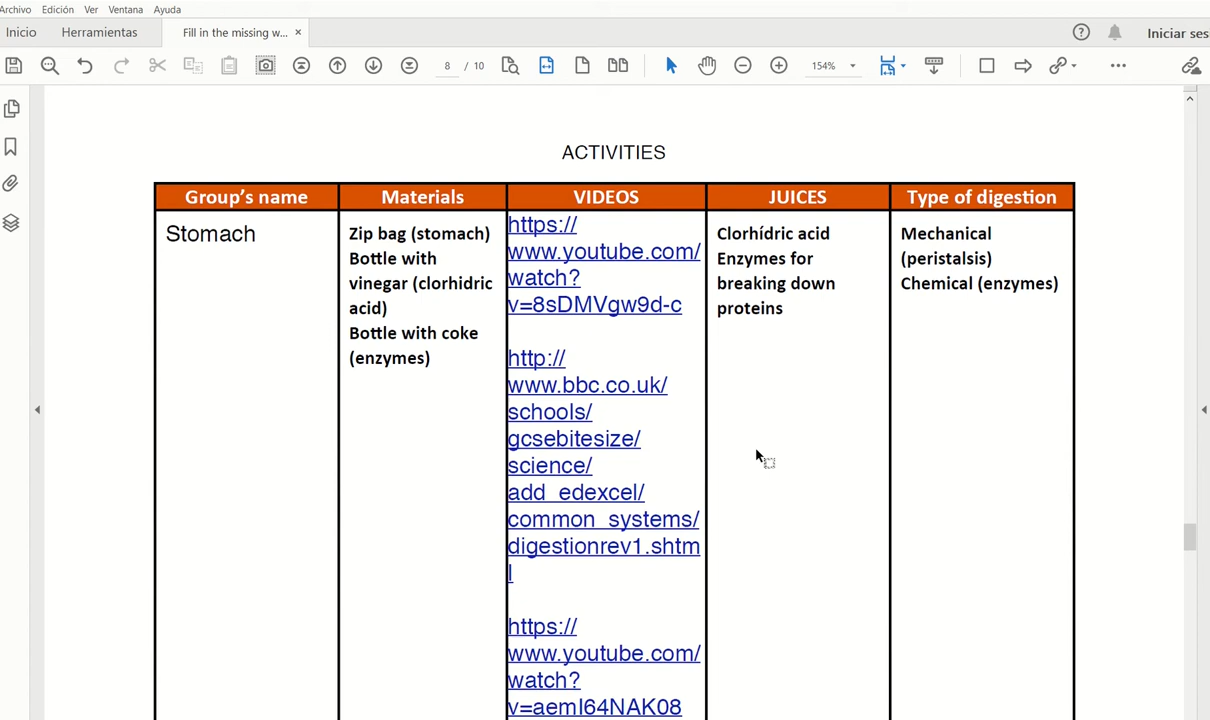 Archivo Edición Ver Ventana Ayuda
Inicio Herramientas Fill in the missing w... × Iniciar ses
8 / 10 154%
ACTIVITIES
Group's name Materials VIDEOS JUICES Type of digestion
Stomach
Zip bag (stomach)
Bottle with
vinegar (clorhidric
acid)
Bottle with coke
(enzymes)
https://
www.youtube.com/
watch?
v=8sDMVgw9d-c
http://
www.bbc.co.uk/
schools/
gcsebitesize/
science/
add_edexcel/
common_systems/
digestionrev1.shtm
l
https://
www.youtube.com/
watch?
v=aemI64NAK08
Clorhídric acid
Enzymes for
breaking down
proteins
Mechanical
(peristalsis)
Chemical (enzymes)